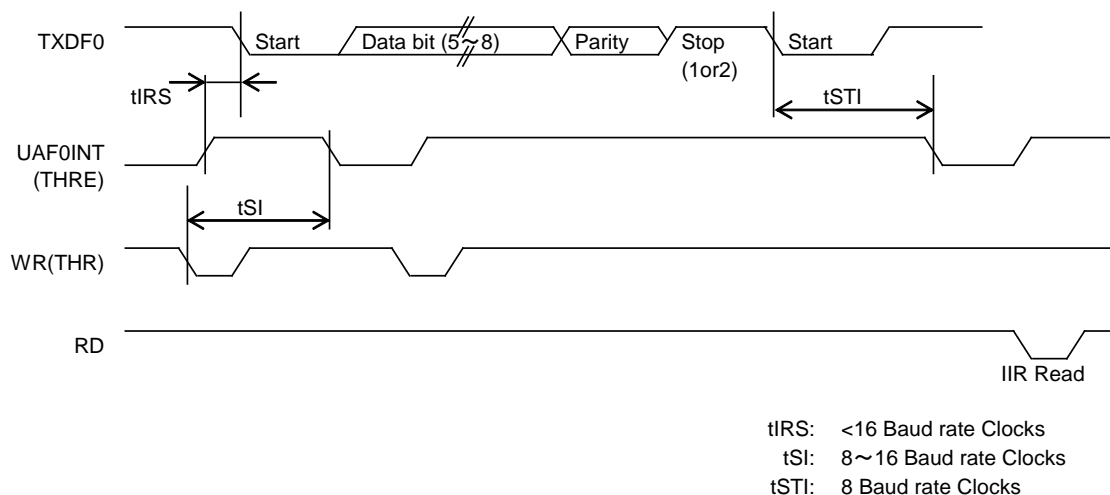 TXDF0
Start
Data bit (5～8)
Parity
Stop
(1or2)
Start
tIRS
tSTI
UAF0INT
(THRE)
tSI
WR(THR)
RD
IIR Read
tIRS: <16 Baud rate Clocks
tSI: 8～16 Baud rate Clocks
tSTI: 8 Baud rate Clocks